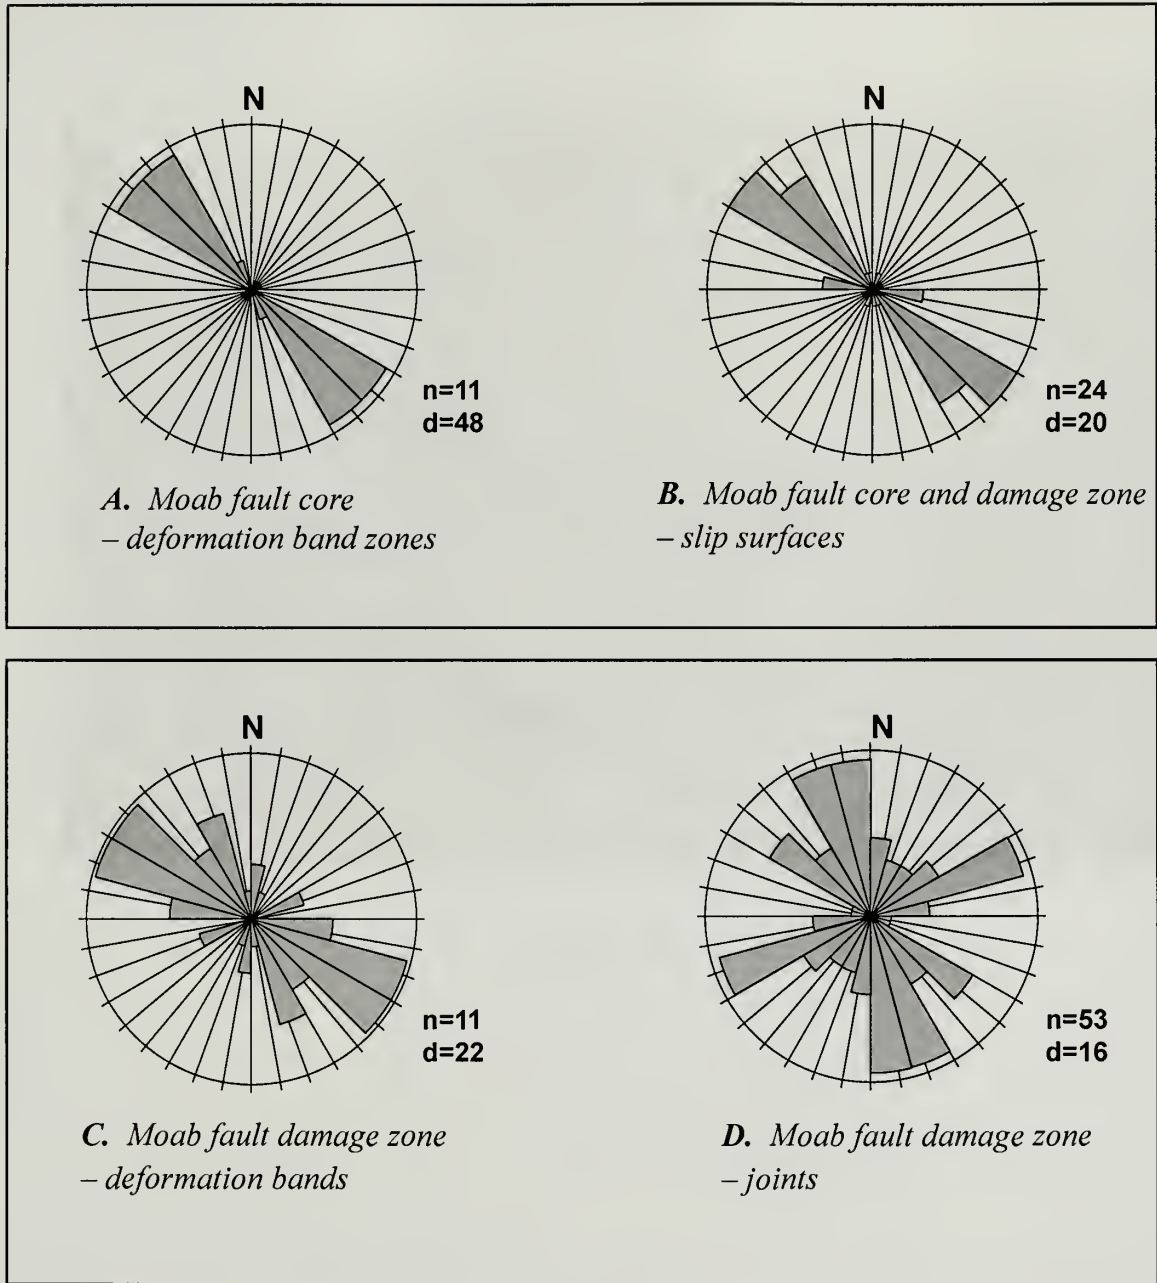 N
n=11
d=48
A. Moab fault core
– deformation band zones
N
n=24
d=20
B. Moab fault core and damage zone
– slip surfaces
N
n=11
d=22
C. Moab fault damage zone
– deformation bands
N
n=53
d=16
D. Moab fault damage zone
– joints